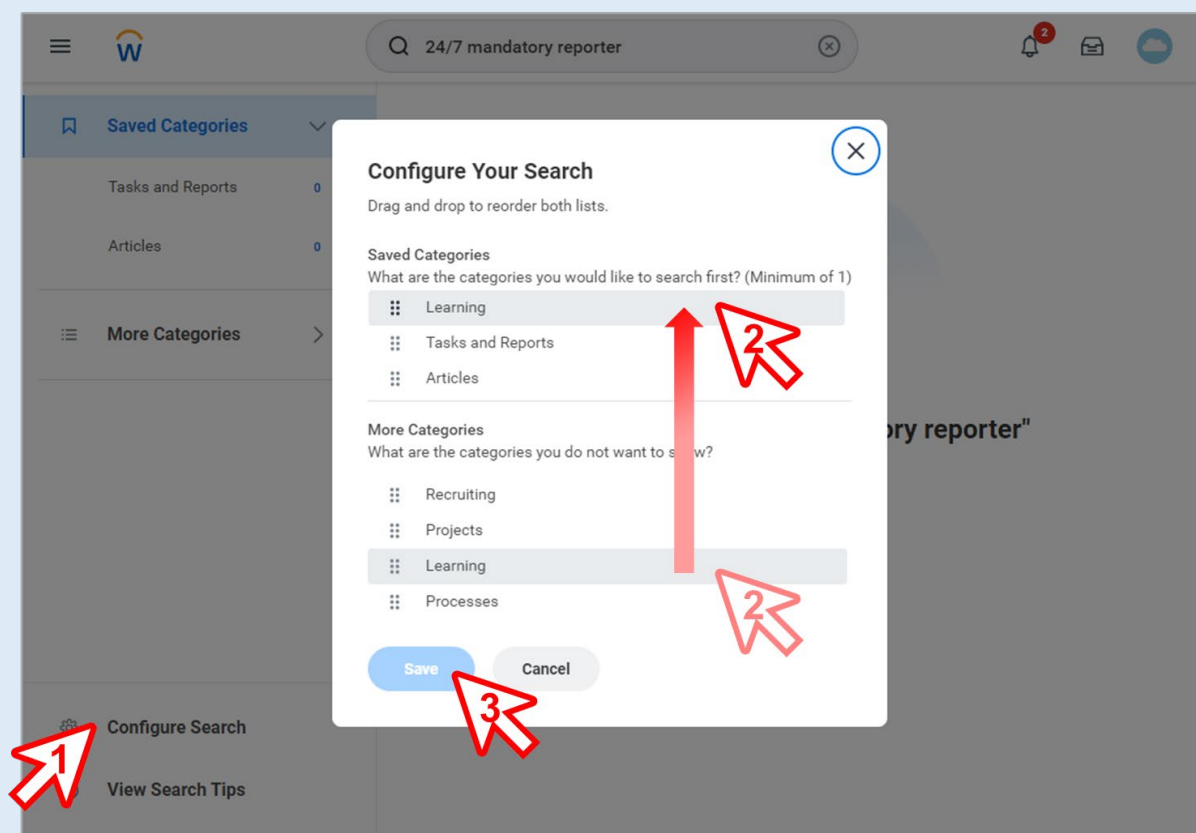 w
24/7 mandatory reporter
2
Saved Categories
Tasks and Reports 0
Articles 0
More Categories
Configure Search
View Search Tips
1
Configure Your Search
Drag and drop to reorder both lists.
Saved Categories
What are the categories you would like to search first? (Minimum of 1)
Learning
2
Tasks and Reports
Articles
More Categories
What are the categories you do not want to w?
Recruiting
Projects
Learning
Processes
2
Save
Cancel
3
ory reporter"